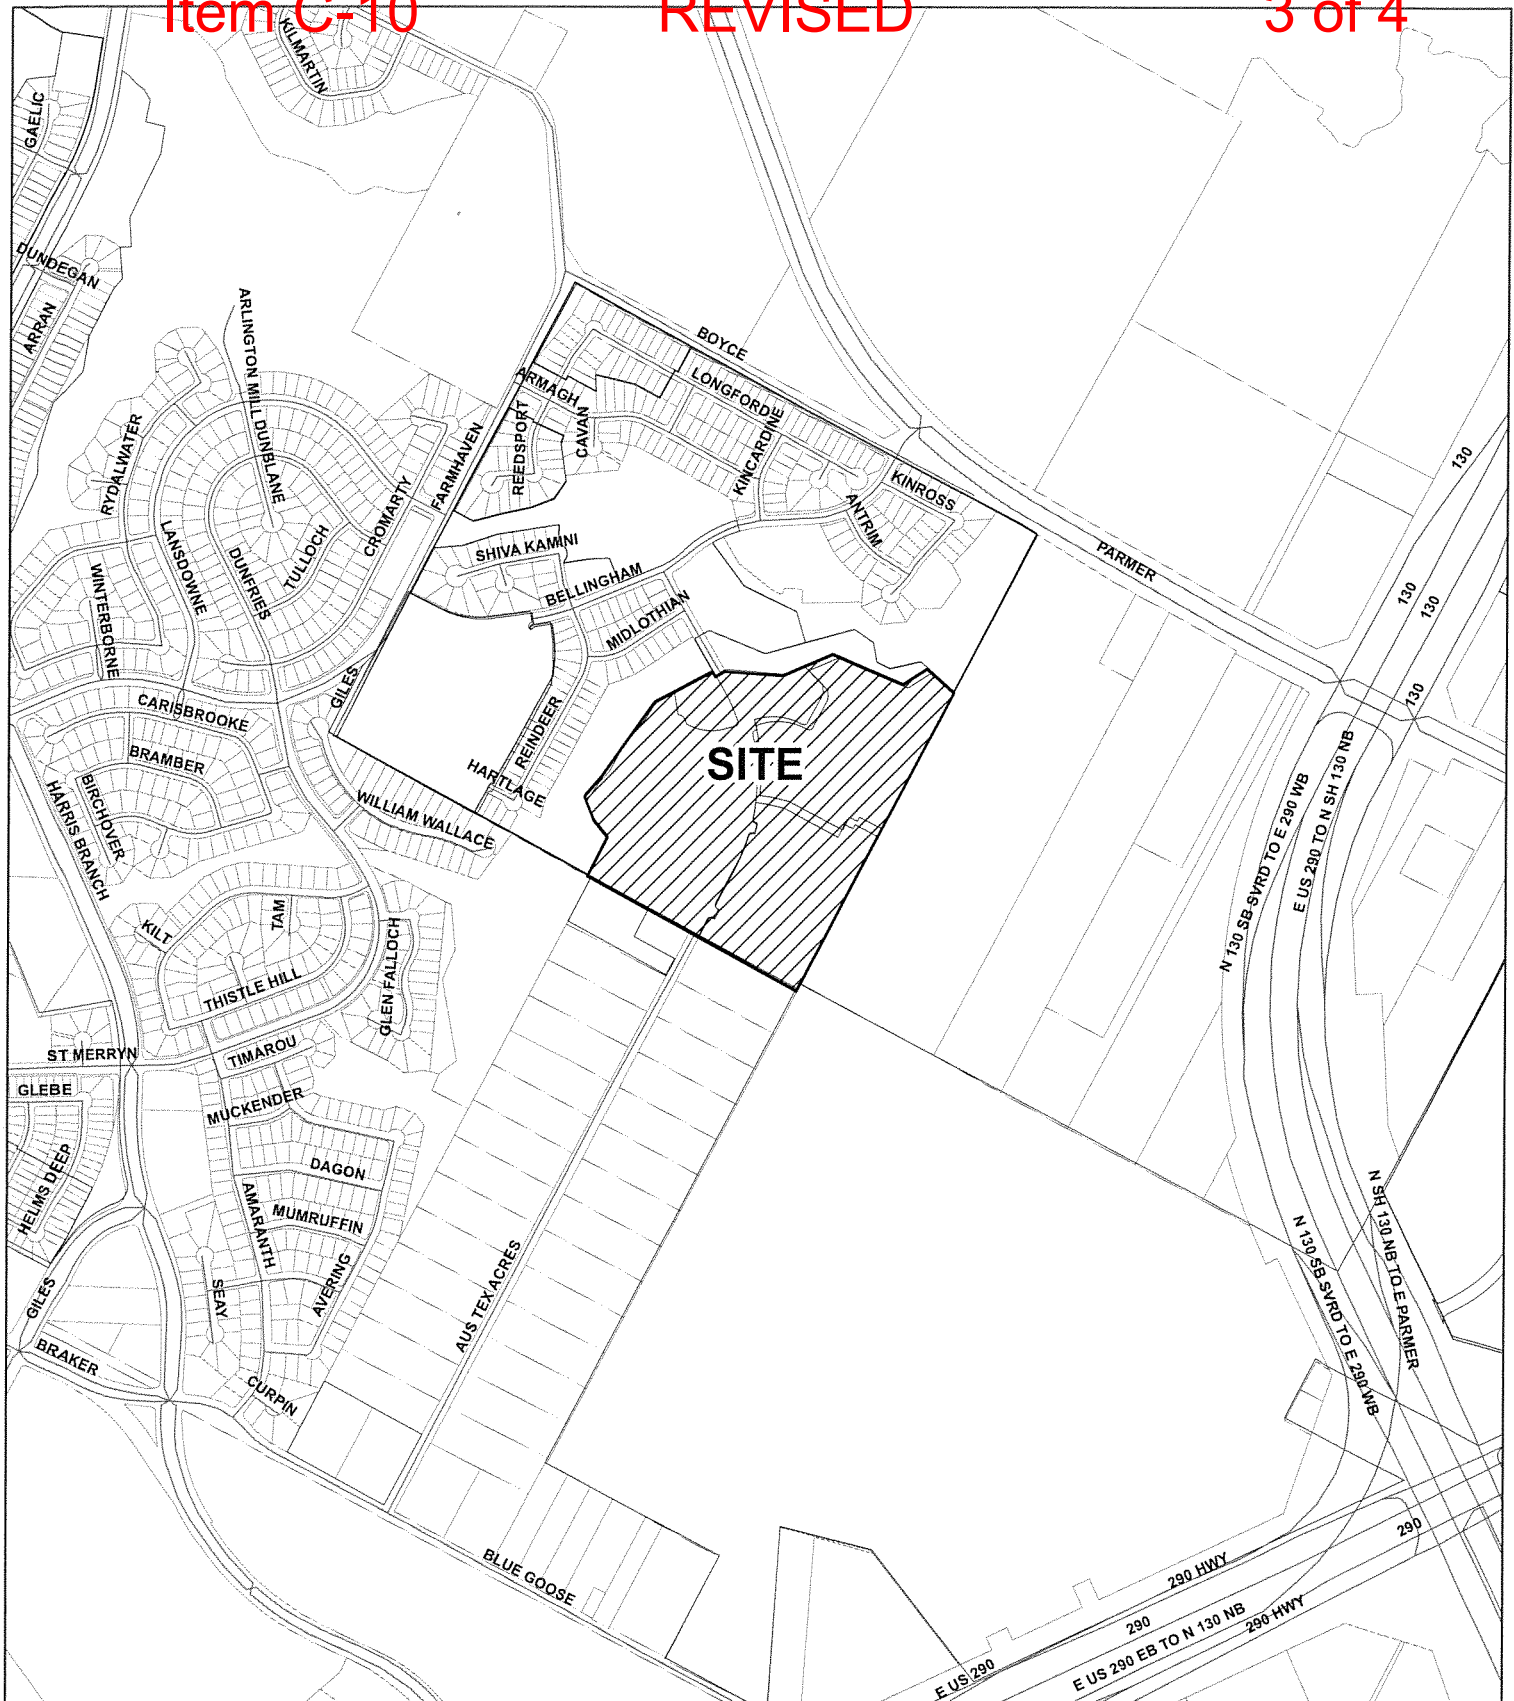 Item C-10
REVISED
3 of 4
KILMARTIN
GAELIC
DUNDEGAN
ARRAN
ARLINGTON MILL
DUNBLANE
BOYCE
ARMAGH
LONGFORD
REEDSPORT
CAVAN
KINCARDINE
RYDALWATER
FARMHAVEN
CROMARTY
KINROSS
ANTRIM
130
LANSDOWNE
DUNFRIES
TULLOCH
SHIVA KAMINI
BELLINGHAM
MIDLOTHIAN
PARMER
WINTERBORNE
130
130
130
GILES
CARISBROOKE
BRAMBER
REINDEER
HARTLAGE
SITE
BIRCHOVER
HARRIS BRANCH
WILLIAM WALLACE
N 130 SB SVRD TO E 290 WB
E US 290 TO N SH 130 NB
KILT
TAM
THISTLE HILL
GLEN FALLOCH
ST MERRYN
TIMAROU
GLEBE
MUCKENDER
HELMS DEEP
DAGON
AMARANTH
MUMRUFFIN
AVERING
SEAY
GILES
BRAKER
CURPIN
AUS TEX ACRES
N SH 130 NB TO E PARMER
N 130 SB SVRD TO E 290 WB
BLUE GOOSE
290
290 HWY
290
290 HWY
E US 290 EB TO N 130 NB
E US 290